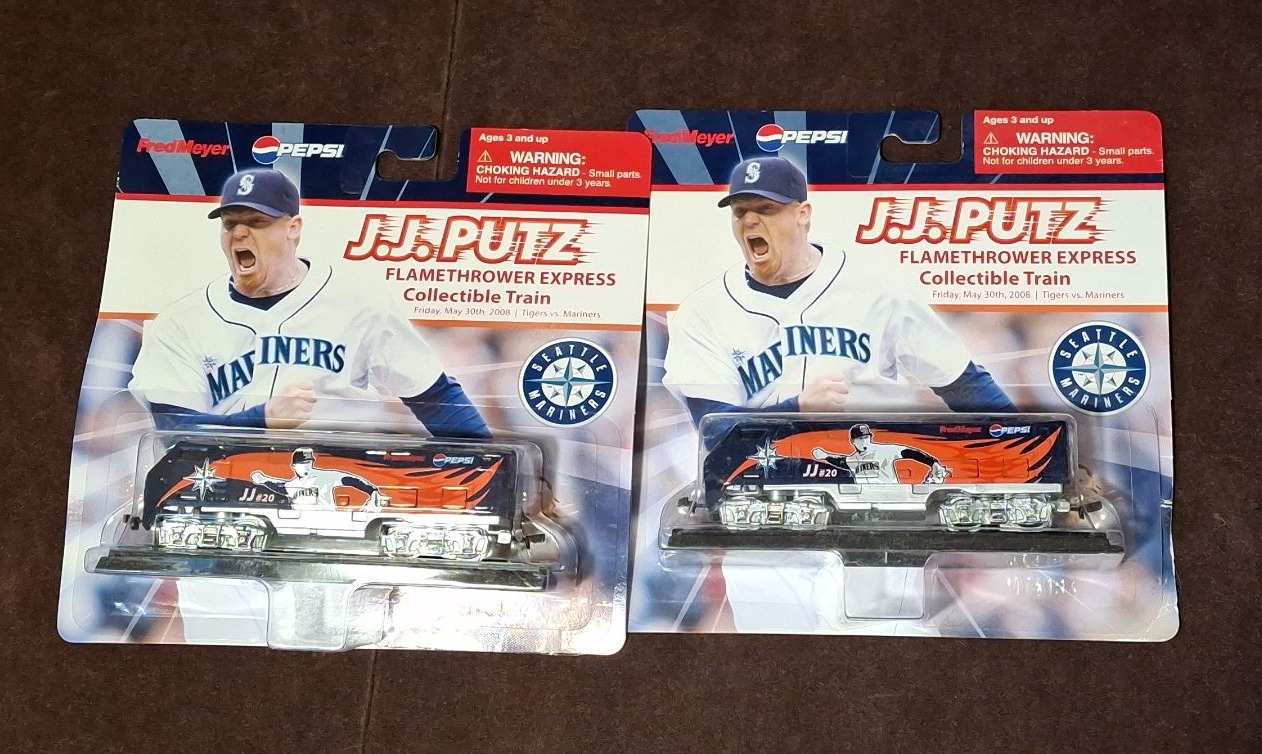 FredMeyer PEPSI
Ages 3 and up
WARNING:
CHOKING HAZARD - Small parts.
Not for children under 3 years.
S
J.J. PUTZ
FLAMETHROWER EXPRESS
Collectible Train
Friday, May 30th, 2008 | Tigers vs. Mariners
MARINERS
SEATTLE
MARINERS
FredMeyer PEPSI
JJ #20
INERS
FredMeyer PEPSI
Ages 3 and up
WARNING:
CHOKING HAZARD - Small parts.
Not for children under 3 years.
S
J.J. PUTZ
FLAMETHROWER EXPRESS
Collectible Train
Friday, May 30th, 2008 | Tigers vs. Mariners
MARINERS
SEATTLE
MARINERS
FredMeyer PEPSI
JJ #20
INERS